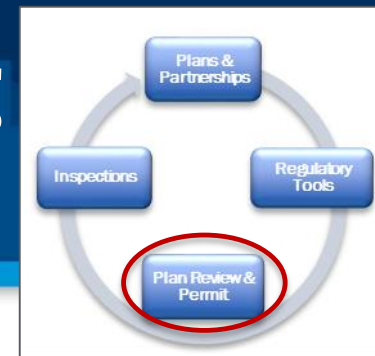 Plans &
Partnerships
Inspections
Regulatory
Tools
Plan Review &
Permit